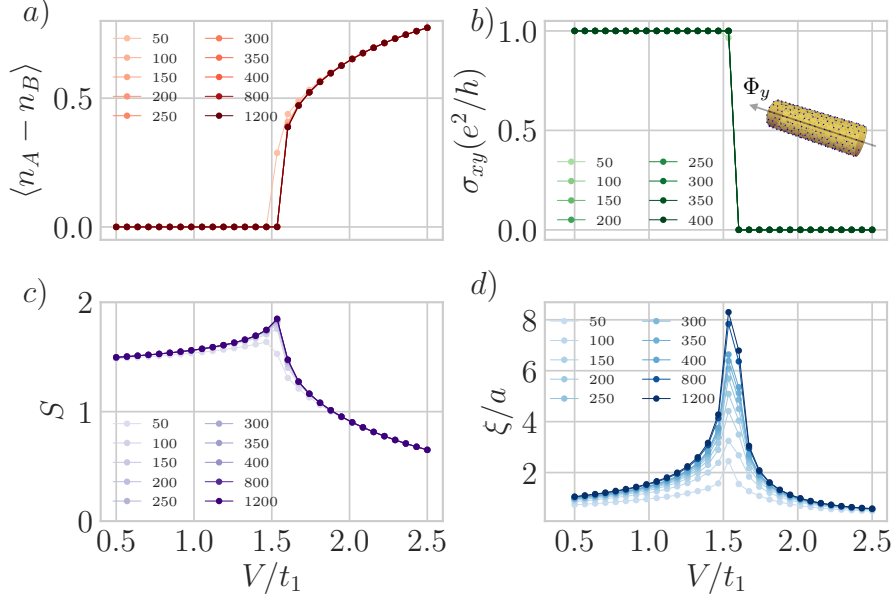 a)
⟨n_A − n_B⟩
0.5
0.0
50 300
100 350
150 400
200 800
250 1200
b)
σ_xy(e²/h)
1.0
0.5
0.0
Φ_y
50 250
100 300
150 350
200 400
c)
S
2
1
0
50 300
100 350
150 400
200 800
250 1200
0.5 1.0 1.5 2.0 2.5
V/t₁
d)
ξ/a
8
6
4
2
50 300
100 350
150 400
200 800
250 1200
0.5 1.0 1.5 2.0 2.5
V/t₁